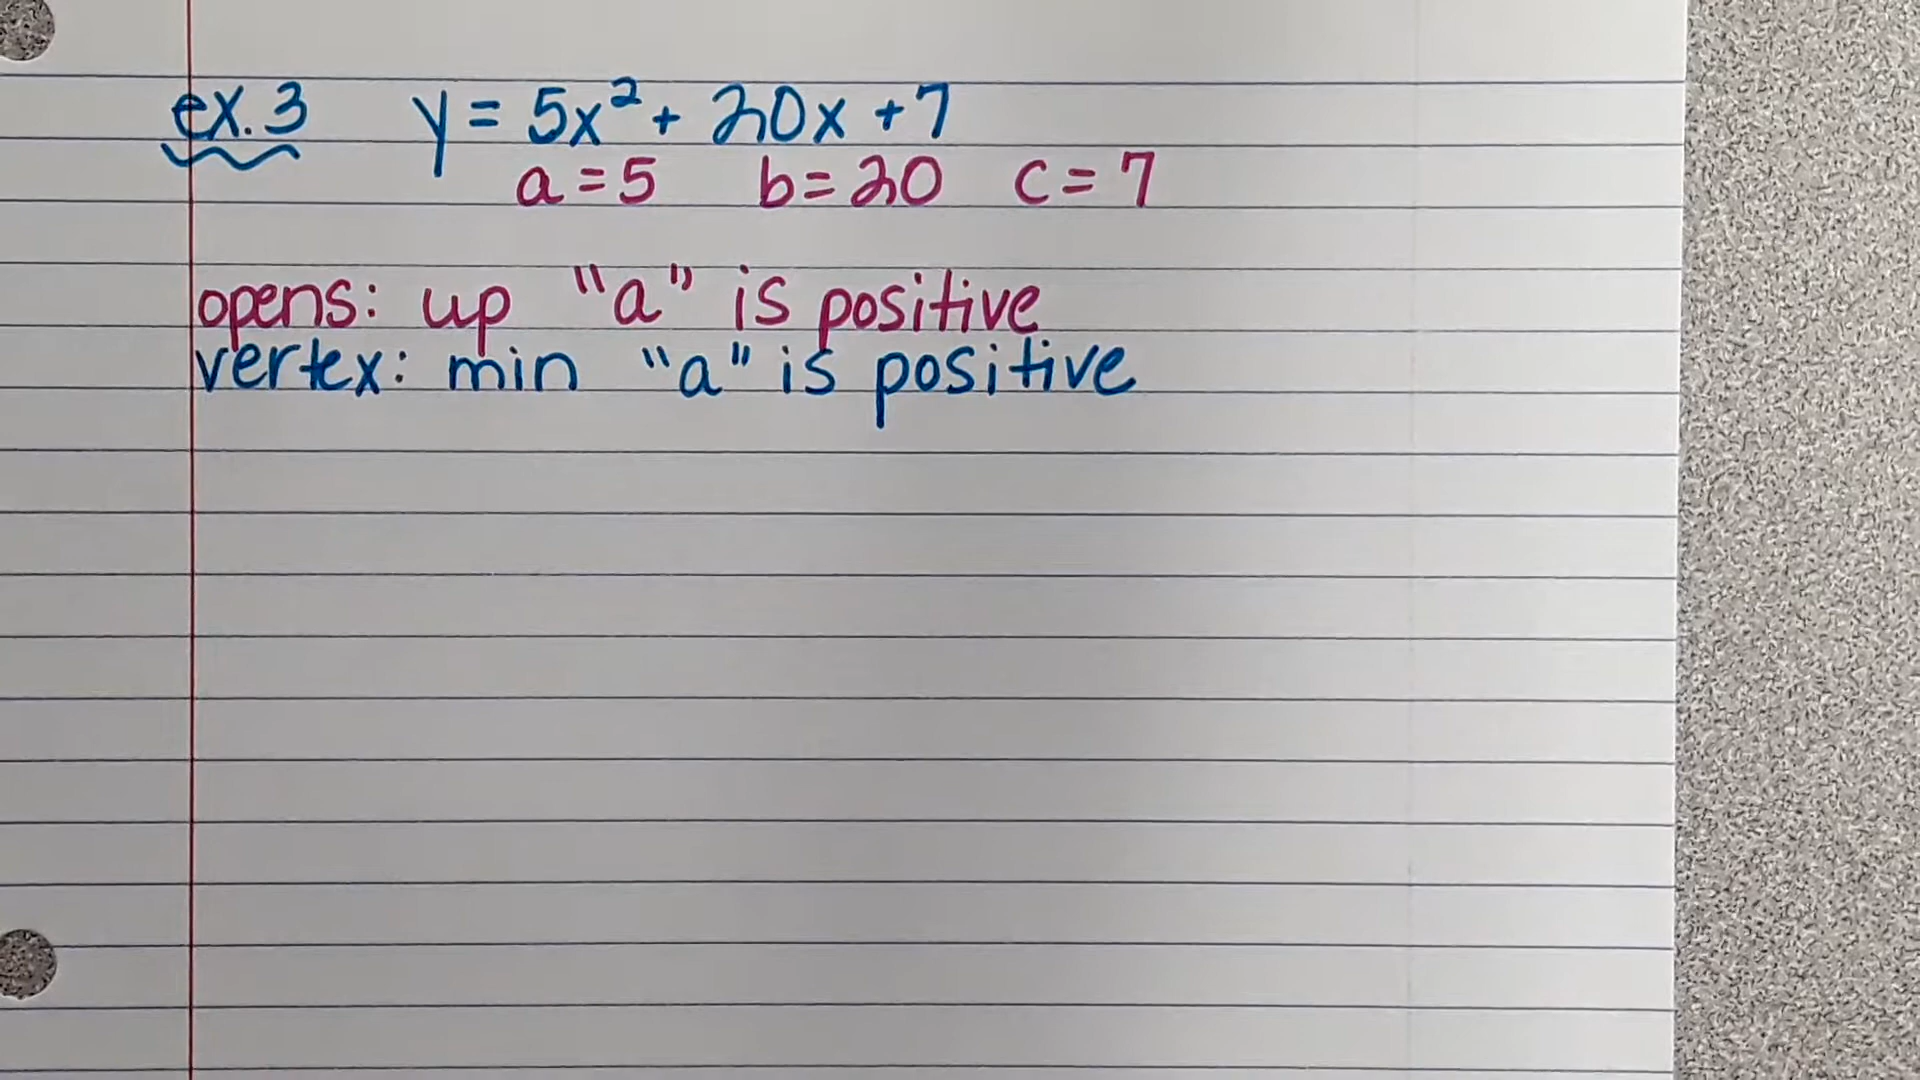 ex.3 y = 5x² + 20x + 7
a = 5 b = 20 c = 7
opens: up "a" is positive
vertex: min "a" is positive